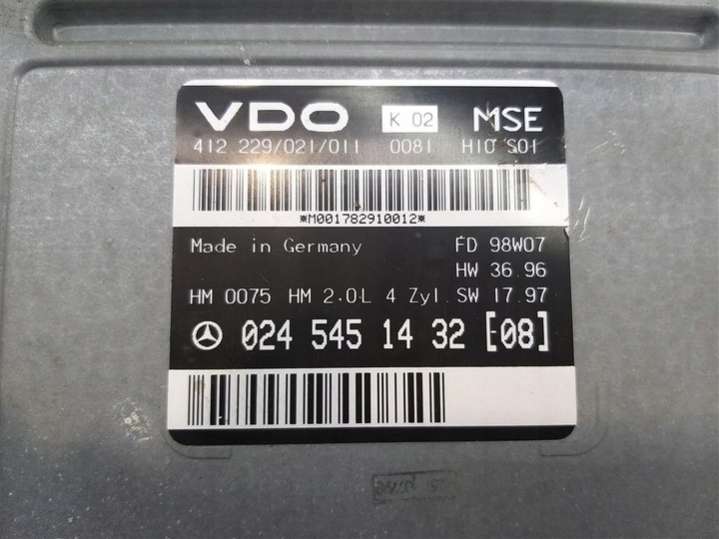 VDO K 02 MSE
412 229/021/011 0081 H10 S01
*M001782910012*
Made in Germany FD 98W07
HW 36 96
HM 0075 HM 2.0L 4 Zyl SW 17 97
024 545 14 32 [08]